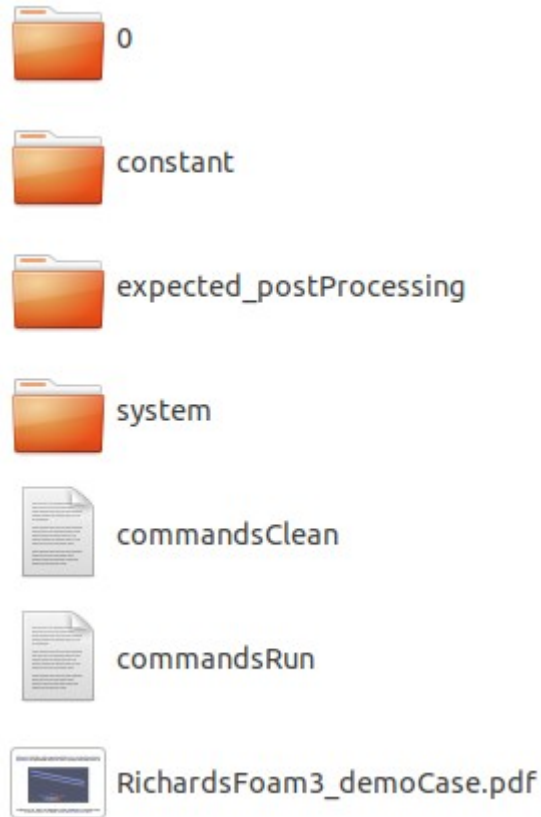 0
constant
expected_postProcessing
system
commandsClean
commandsRun
RichardsFoam3_demoCase.pdf